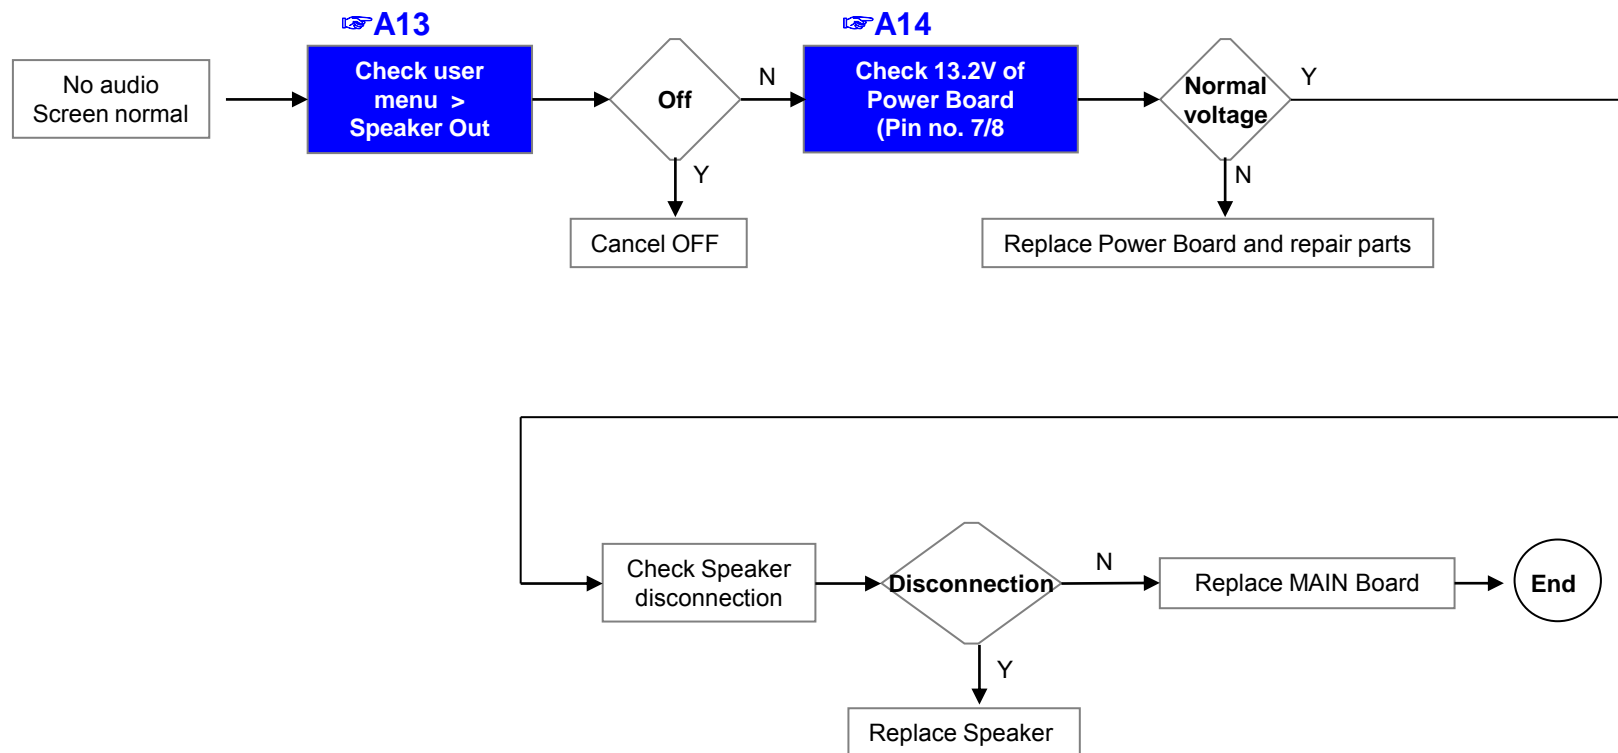 ☞A13
☞A14
No audio
Screen normal
Check user
menu >
Speaker Out
Off
N
Check 13.2V of
Power Board
(Pin no. 7/8
Normal
voltage
Y
Y
N
Cancel OFF
Replace Power Board and repair parts
Check Speaker
disconnection
Disconnection
N
Replace MAIN Board
End
Y
Replace Speaker